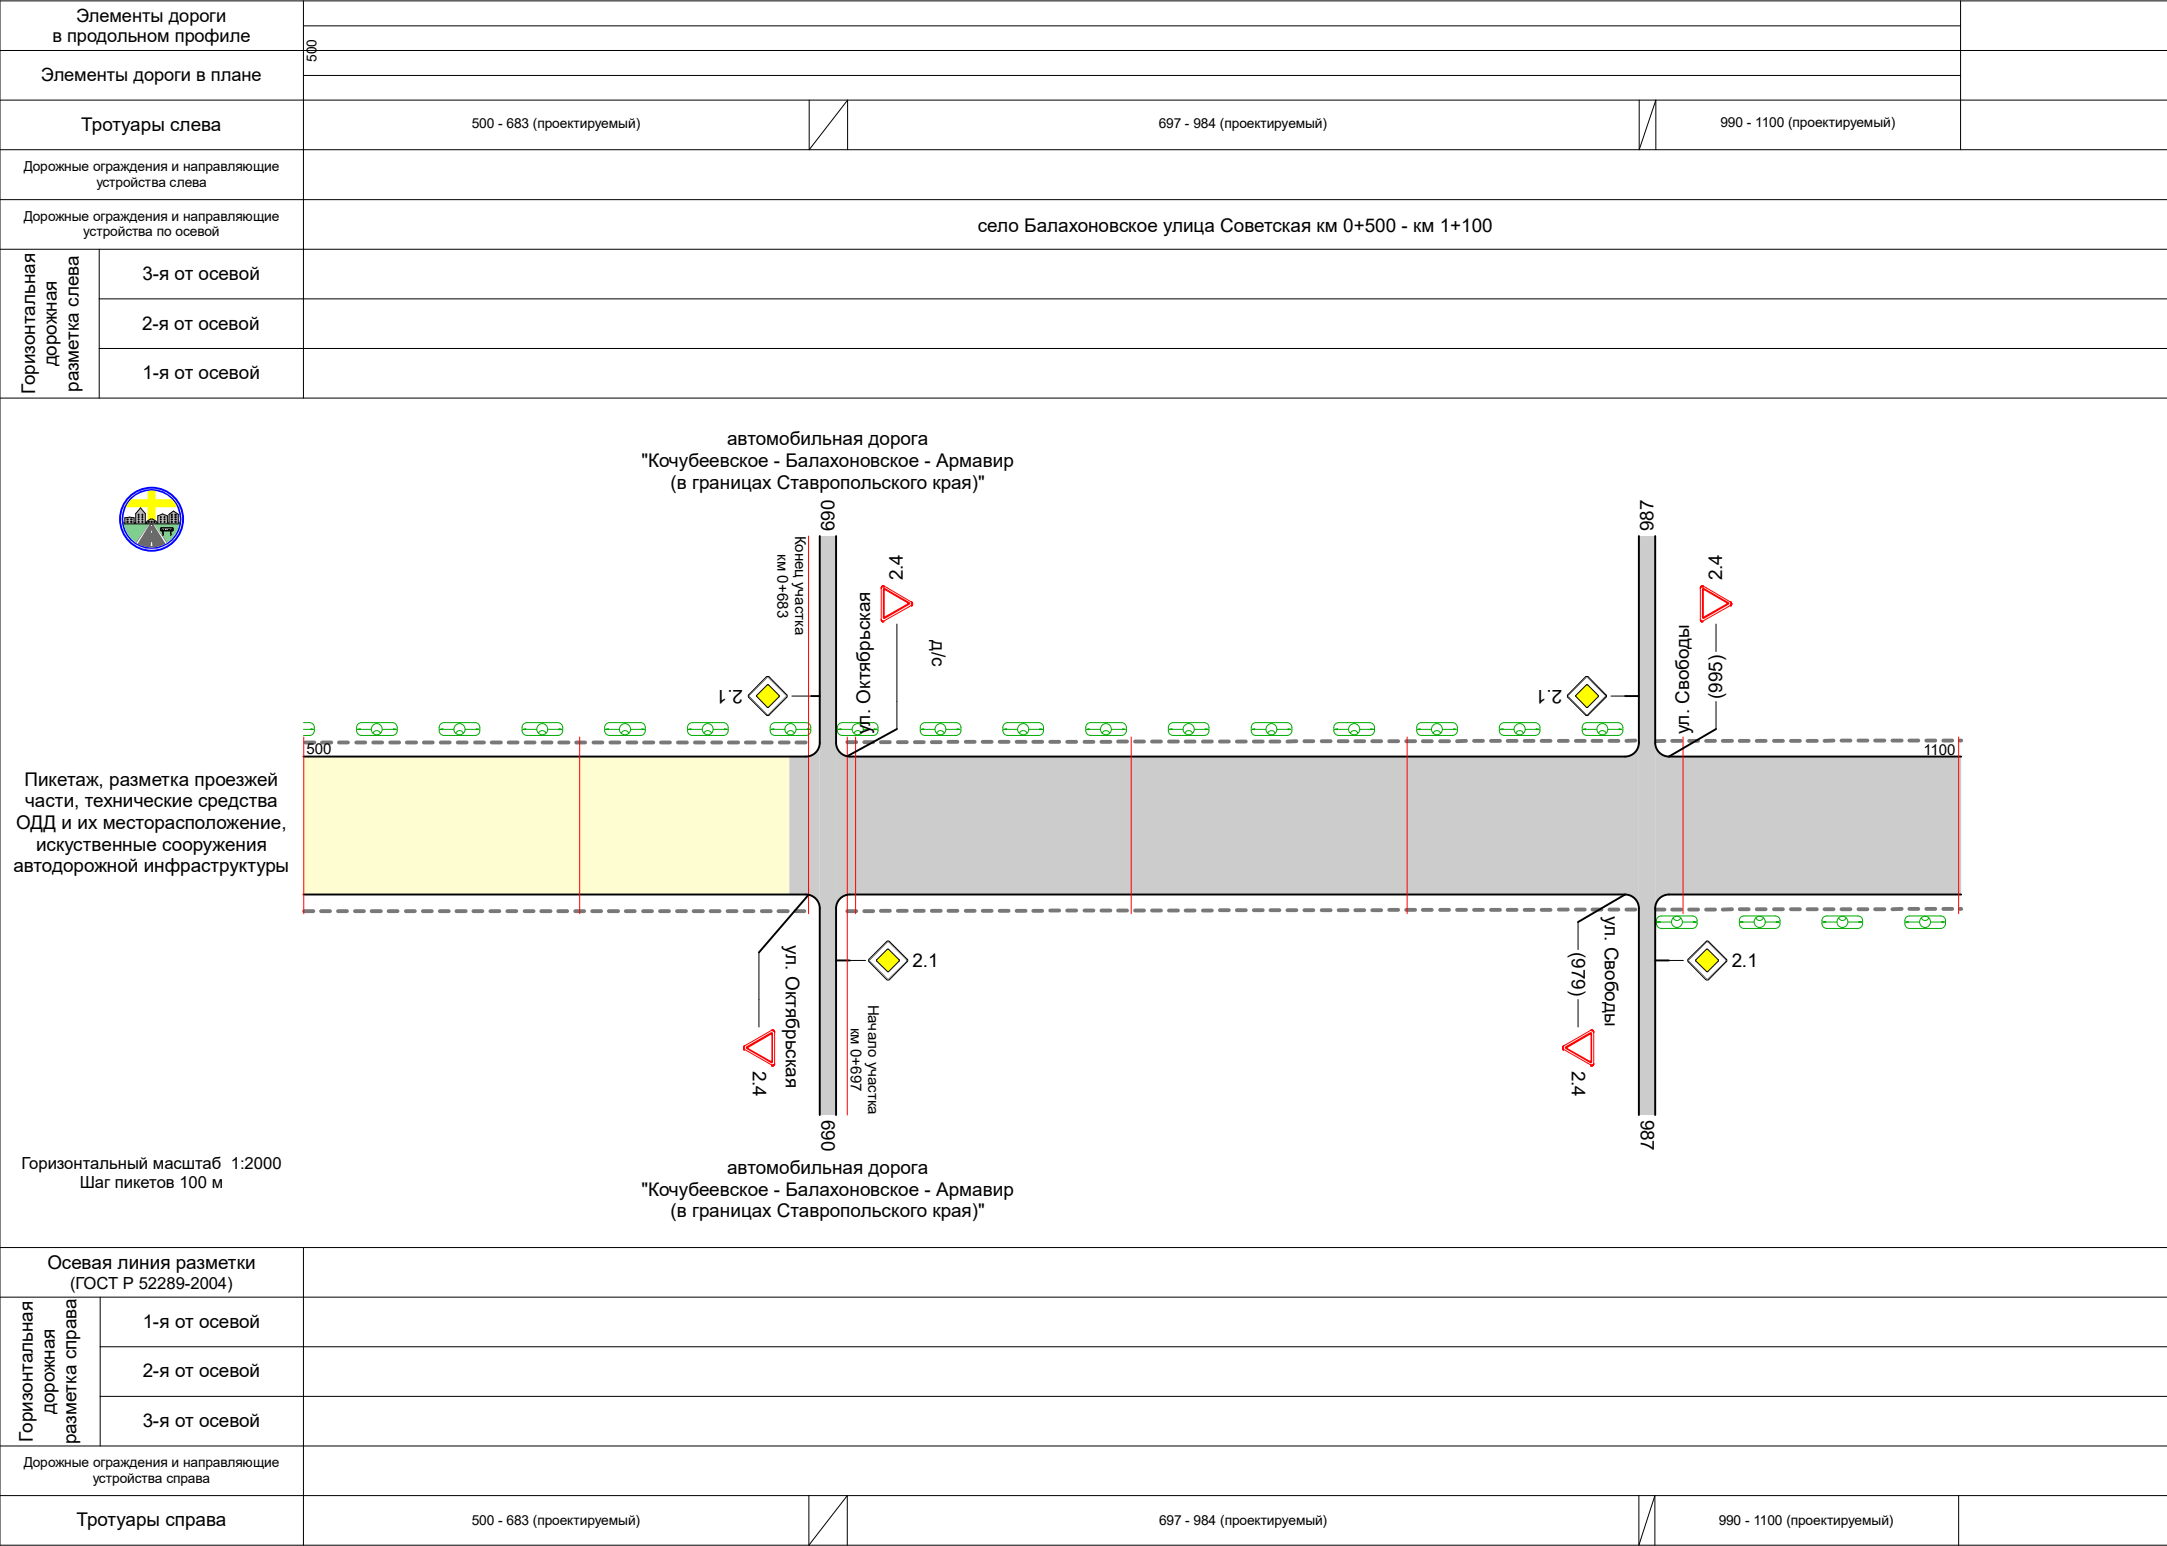 Элементы дороги
в продольном профиле
500
Элементы дороги в плане
Тротуары слева
500 - 683 (проектируемый)
697 - 984 (проектируемый)
990 - 1100 (проектируемый)
Дорожные ограждения и направляющие
устройства слева
Дорожные ограждения и направляющие
устройства по осевой
село Балахоновское улица Советская км 0+500 - км 1+100
Горизонтальная
дорожная
разметка слева
3-я от осевой
2-я от осевой
1-я от осевой
автомобильная дорога
"Кочубеевское - Балахоновское - Армавир
(в границах Ставропольского края)"
690
987
Конец участка
км 0+683
2.4
ул. Октябрьская
д/с
2.1
2.4
ул. Свободы
(995)
2.1
500
1100
Пикетаж, разметка проезжей
части, технические средства
ОДД и их месторасположение,
искуственные сооружения
автодорожной инфраструктуры
ул. Октябрьская
2.4
2.1
Начало участка
км 0+697
ул. Свободы
(979)
2.4
2.1
690
987
автомобильная дорога
"Кочубеевское - Балахоновское - Армавир
(в границах Ставропольского края)"
Горизонтальный масштаб 1:2000
Шаг пикетов 100 м
Осевая линия разметки
(ГОСТ Р 52289-2004)
Горизонтальная
дорожная
разметка справа
1-я от осевой
2-я от осевой
3-я от осевой
Дорожные ограждения и направляющие
устройства справа
Тротуары справа
500 - 683 (проектируемый)
697 - 984 (проектируемый)
990 - 1100 (проектируемый)